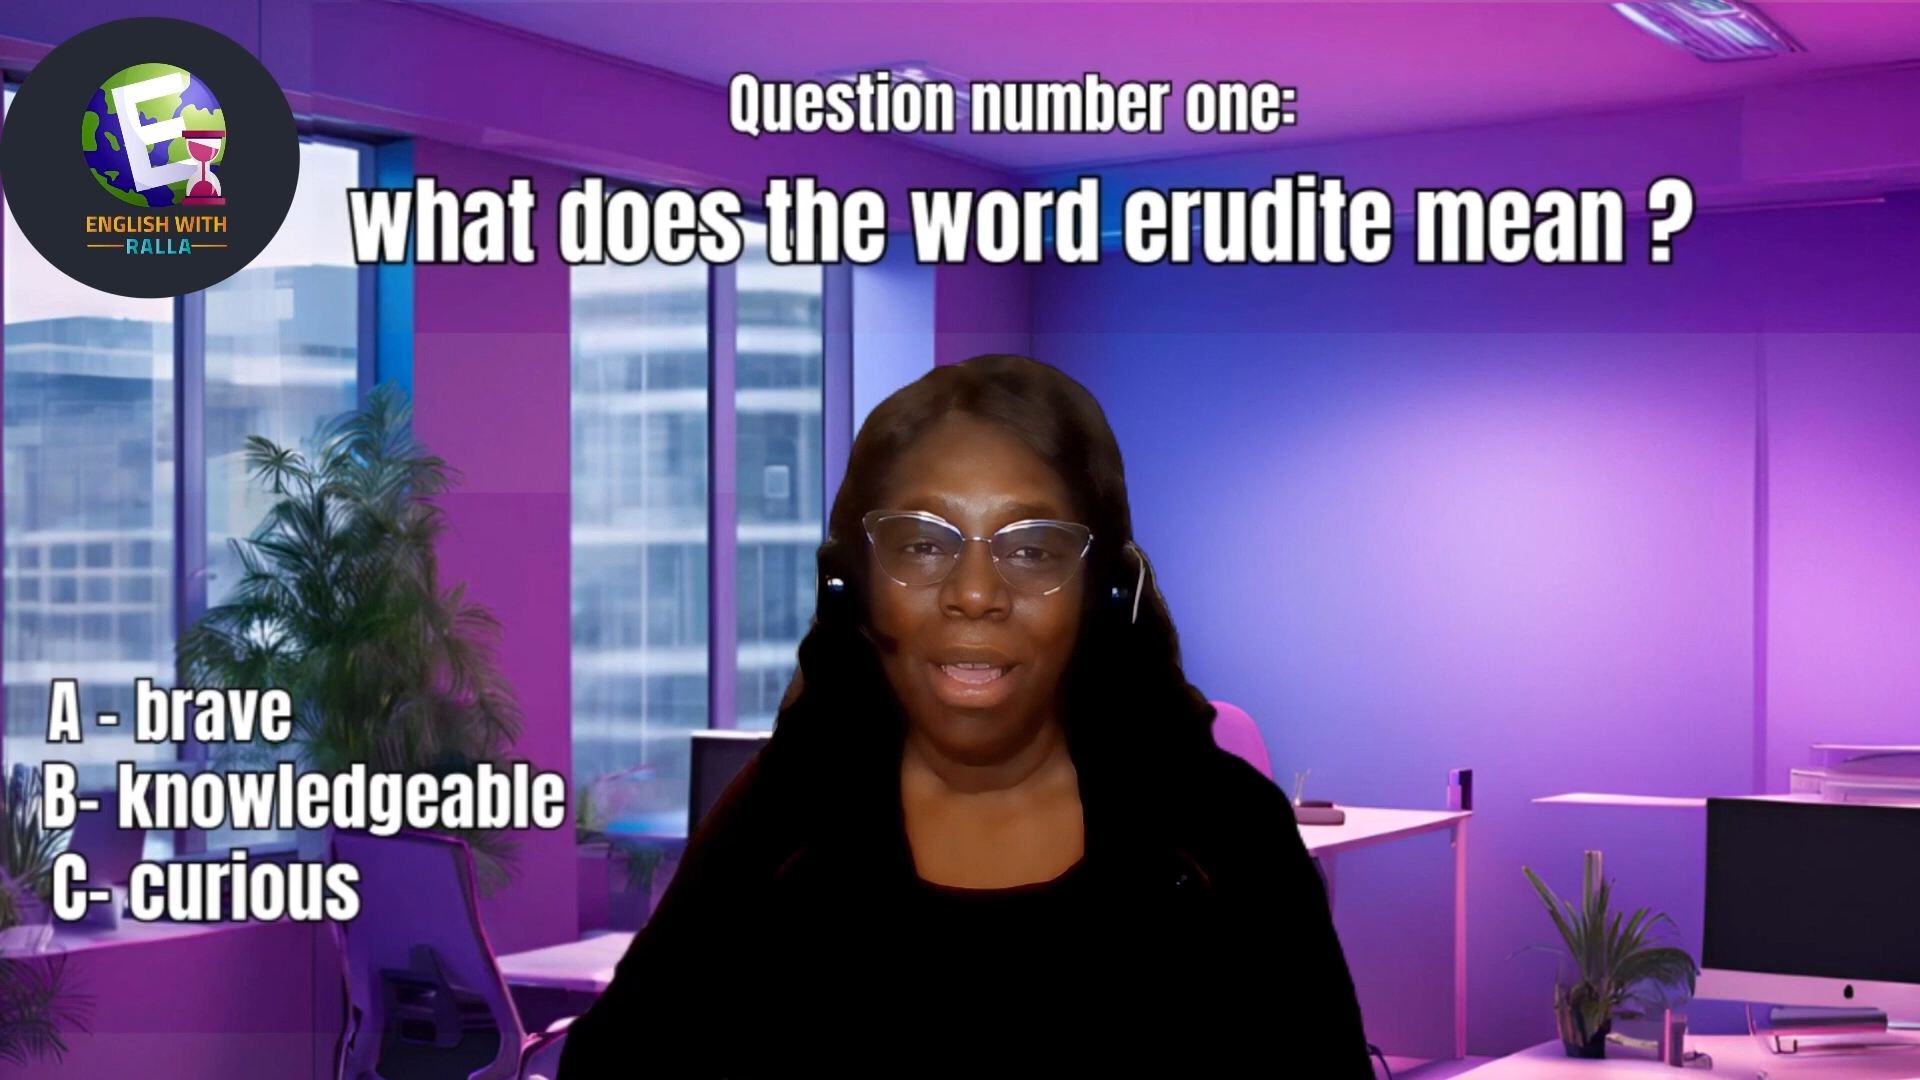 ENGLISH WITH
RALLA
Question number one:
what does the word erudite mean ?
A - brave
B- knowledgeable
C- curious